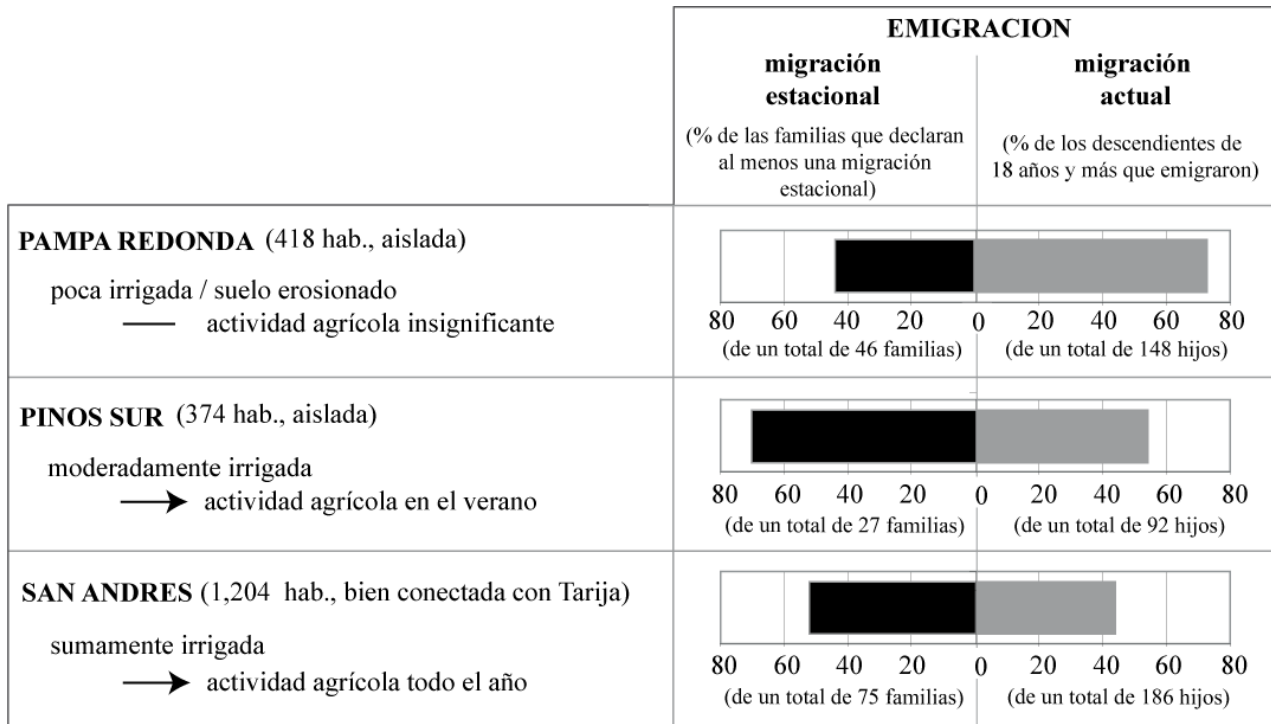 EMIGRACION
migración
estacional
(% de las familias que declaran
al menos una migración
estacional)
migración
actual
(% de los descendientes de
18 años y más que emigraron)
PAMPA REDONDA (418 hab., aislada)
poca irrigada / suelo erosionado
actividad agrícola insignificante
80 60 40 20 0 20 40 60 80
(de un total de 46 familias) (de un total de 148 hijos)
PINOS SUR (374 hab., aislada)
moderadamente irrigada
actividad agrícola en el verano
80 60 40 20 0 20 40 60 80
(de un total de 27 familias) (de un total de 92 hijos)
SAN ANDRES (1,204 hab., bien conectada con Tarija)
sumamente irrigada
actividad agrícola todo el año
80 60 40 20 0 20 40 60 80
(de un total de 75 familias) (de un total de 186 hijos)